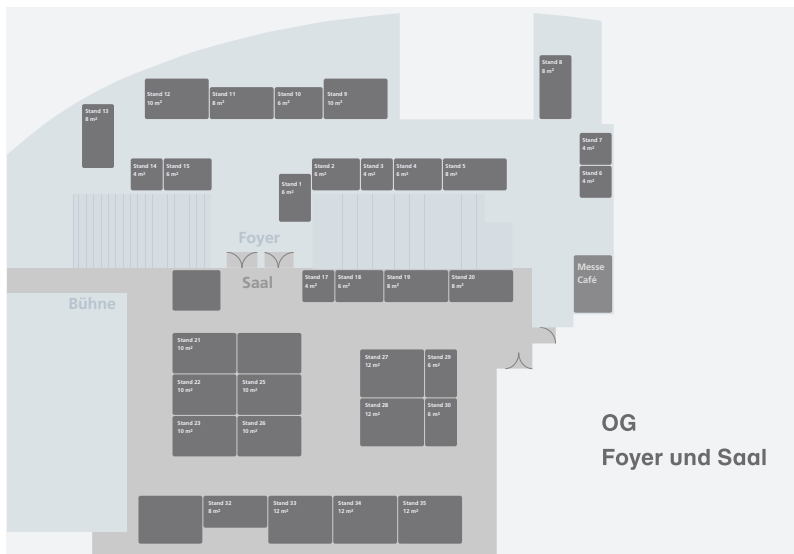 Stand 8
8 m²
Stand 12
10 m²
Stand 11
8 m²
Stand 10
6 m²
Stand 9
10 m²
Stand 13
8 m²
Stand 7
4 m²
Stand 14
4 m²
Stand 15
6 m²
Stand 2
6 m²
Stand 3
4 m²
Stand 4
6 m²
Stand 5
8 m²
Stand 6
4 m²
Stand 1
6 m²
Foyer
Saal
Messe
Café
Stand 17
4 m²
Stand 18
6 m²
Stand 19
8 m²
Stand 20
8 m²
Bühne
Stand 21
10 m²
Stand 22
10 m²
Stand 25
10 m²
Stand 23
10 m²
Stand 26
10 m²
Stand 27
12 m²
Stand 29
6 m²
Stand 28
12 m²
Stand 30
6 m²
OG
Foyer und Saal
Stand 32
8 m²
Stand 33
12 m²
Stand 34
12 m²
Stand 35
12 m²